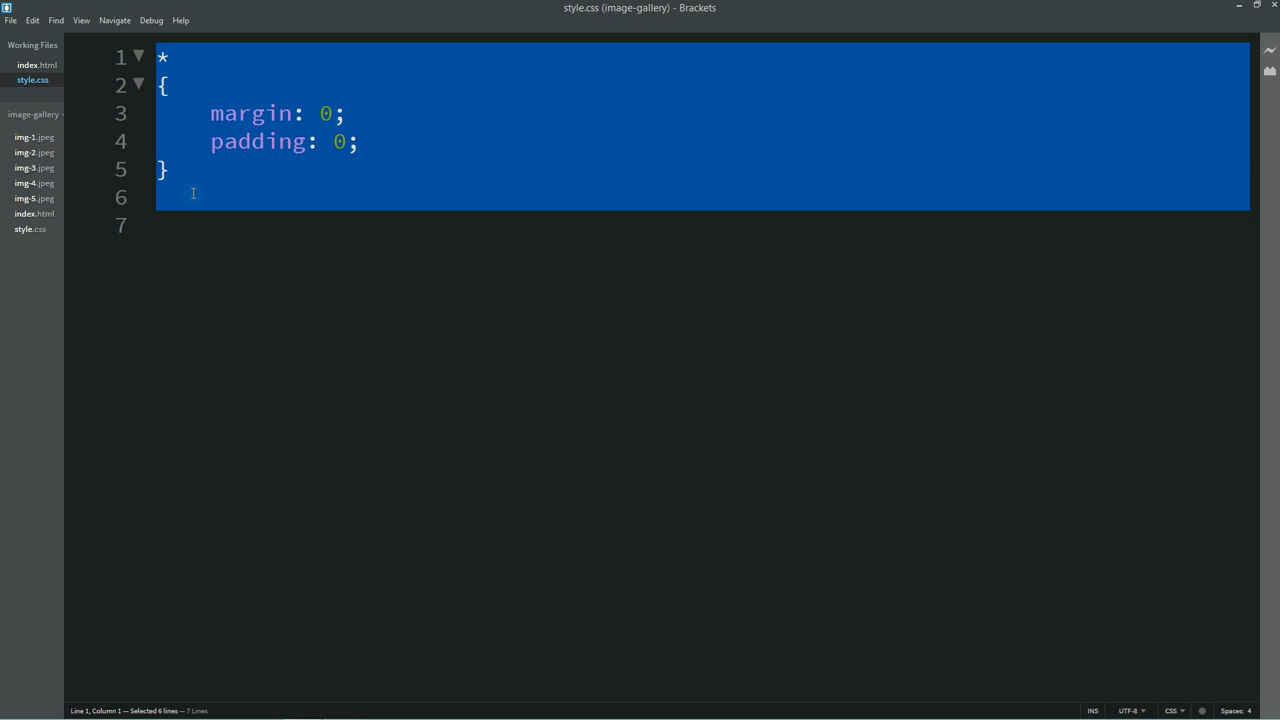 style.css (image-gallery) - Brackets
File Edit Find View Navigate Debug Help
Working Files
index.html
style.css
image-gallery
img-1.jpeg
img-2.jpeg
img-3.jpeg
img-4.jpeg
img-5.jpeg
index.html
style.css
1 *
2 {
3 margin: 0;
4 padding: 0;
5 }
6
7
Line 1, Column 1 — Selected 6 lines — 7 Lines
INS UTF-8 CSS Spaces: 4